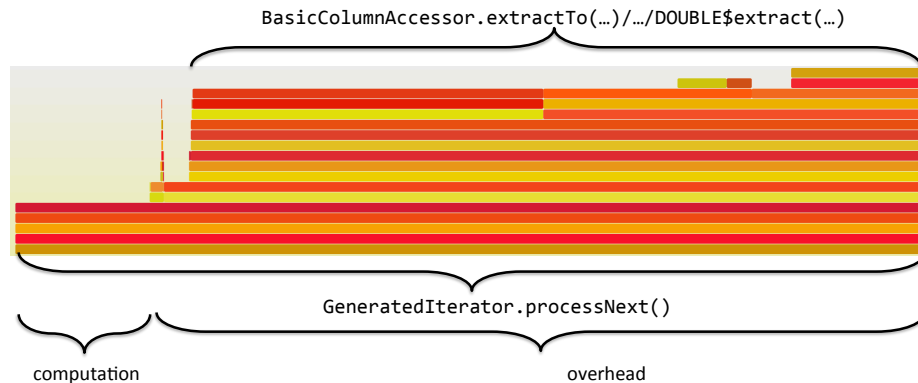 BasicColumnAccessor.extractTo(…)/…/DOUBLE$extract(…)
GeneratedIterator.processNext()
computation
overhead